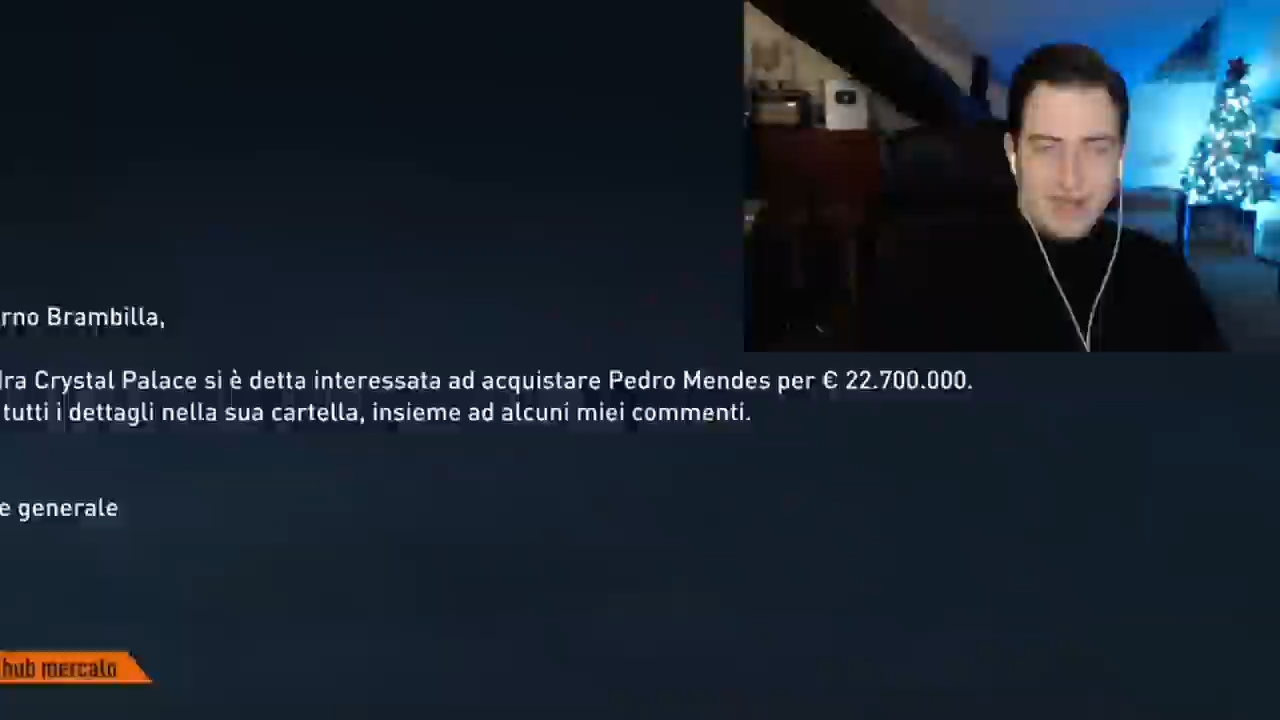 rno Brambilla,
dra Crystal Palace si è detta interessata ad acquistare Pedro Mendes per € 22.700.000.
tutti i dettagli nella sua cartella, insieme ad alcuni miei commenti.
e generale
hub mercato